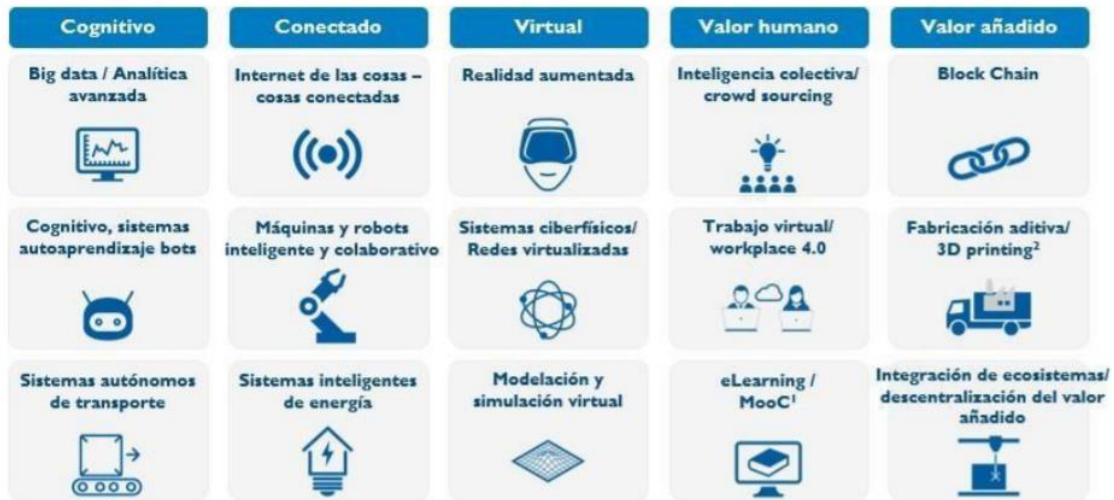 Cognitivo
Conectado
Virtual
Valor humano
Valor añadido
Big data / Analítica
avanzada
Internet de las cosas –
cosas conectadas
Realidad aumentada
Inteligencia colectiva/
crowd sourcing
Block Chain
Cognitivo, sistemas
autoaprendizaje bots
Máquinas y robots
inteligente y colaborativo
Sistemas ciberfísicos/
Redes virtualizadas
Trabajo virtual/
workplace 4.0
Fabricación aditiva/
3D printing²
Sistemas autónomos
de transporte
Sistemas inteligentes
de energía
Modelación y
simulación virtual
eLearning /
MooC¹
Integración de ecosistemas/
descentralización del valor
añadido